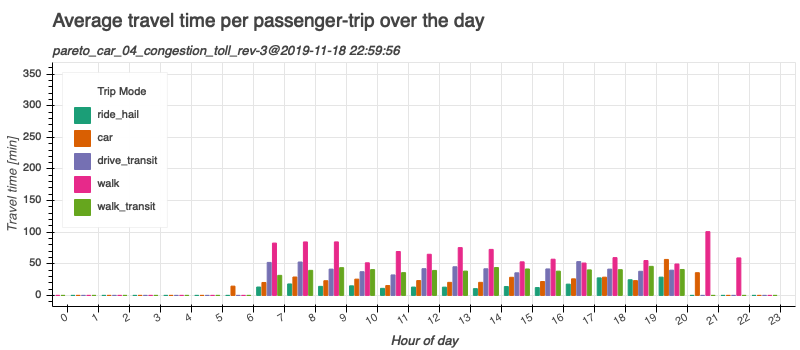 Average travel time per passenger-trip over the day
pareto_car_04_congestion_toll_rev-3@2019-11-18 22:59:56
350
300
250
200
150
100
50
0
Travel time [min]
Trip Mode
ride_hail
car
drive_transit
walk
walk_transit
0 1 2 3 4 5 6 7 8 9 10 11 12 13 14 15 16 17 18 19 20 21 22 23
Hour of day